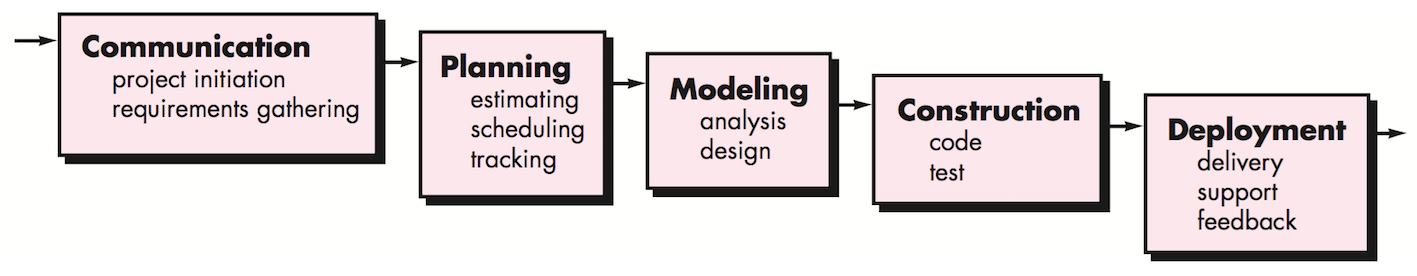 Communication
project initiation
requirements gathering
Planning
estimating
scheduling
tracking
Modeling
analysis
design
Construction
code
test
Deployment
delivery
support
feedback